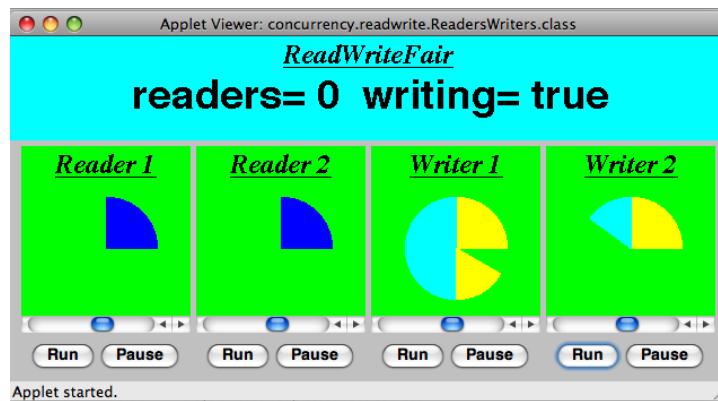 Applet Viewer: concurrency.readwrite.ReadersWriters.class
ReadWriteFair
readers= 0 writing= true
Reader 1 Reader 2 Writer 1 Writer 2
Run Pause Run Pause Run Pause Run Pause
Applet started.